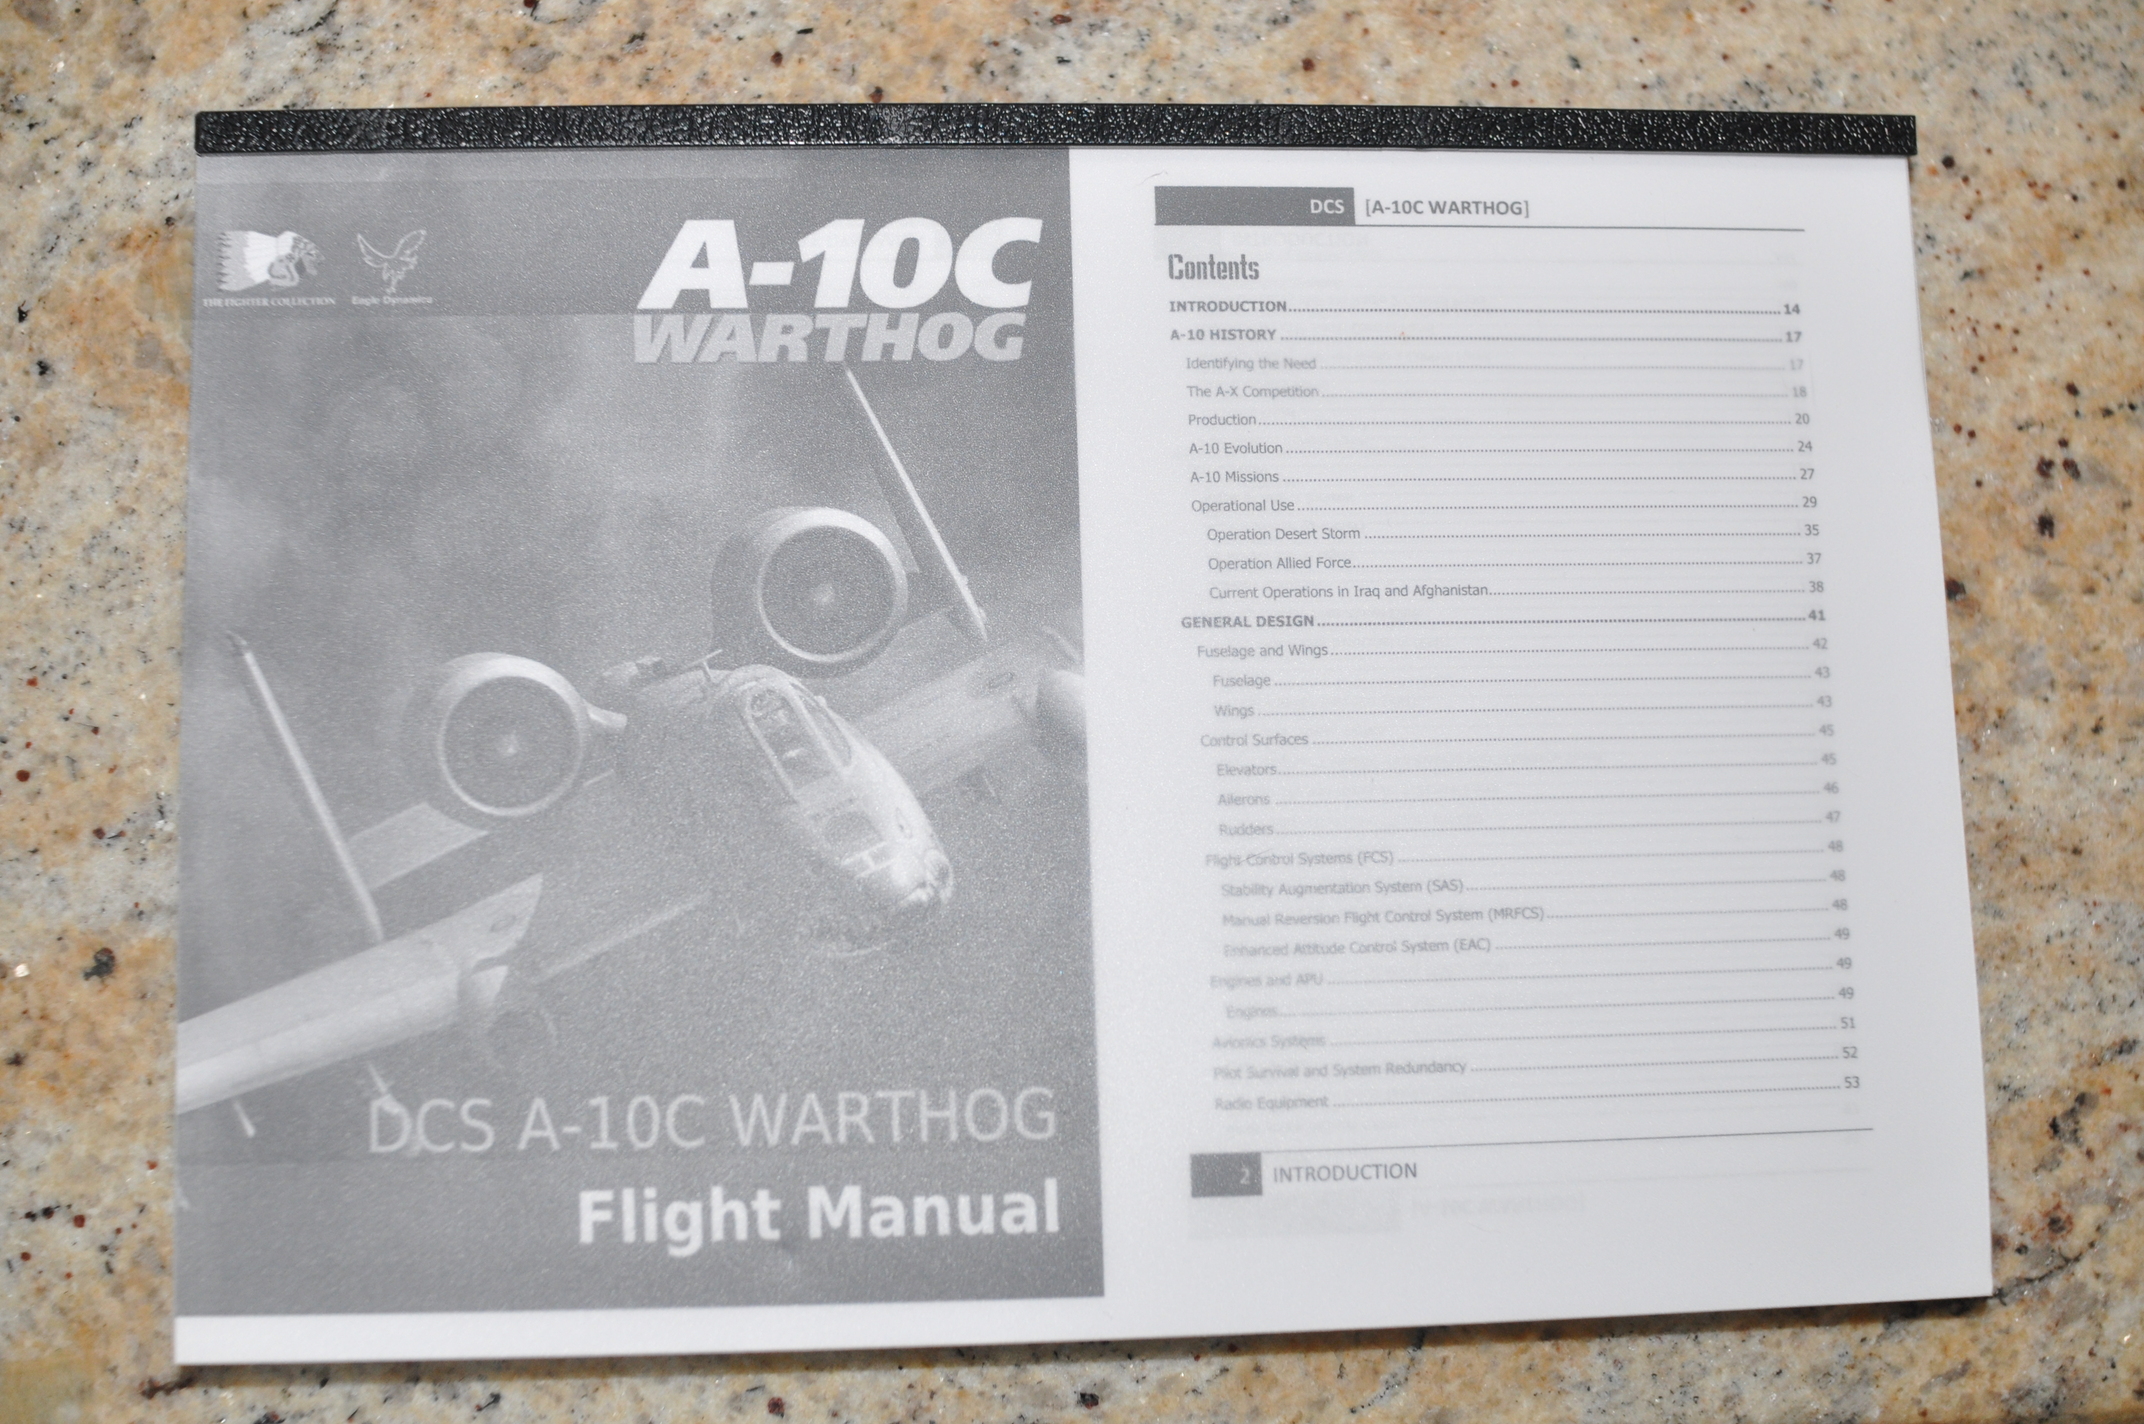 THE FIGHTER COLLECTION
Eagle Dynamics
A-10C
WARTHOG
DCS A-10C WARTHOG
Flight Manual
DCS [A-10C WARTHOG]
Contents
INTRODUCTION........................14
A-10 HISTORY ........................17
Identifying the Need ........................17
The A-X Competition ........................18
Production........................20
A-10 Evolution ........................24
A-10 Missions ........................27
Operational Use ........................29
Operation Desert Storm ........................35
Operation Allied Force........................37
Current Operations in Iraq and Afghanistan........................38
GENERAL DESIGN ........................41
Fuselage and Wings ........................42
Fuselage ........................43
Wings ........................43
Control Surfaces ........................45
Elevators........................45
Ailerons ........................46
Rudders........................47
Flight Control Systems (FCS) ........................48
Stability Augmentation System (SAS)........................48
Manual Reversion Flight Control System (MRFCS)........................48
Enhanced Attitude Control System (EAC) ........................49
Engines and APU ........................49
Engines........................49
Avionics Systems ........................51
Pilot Survival and System Redundancy ........................52
Radio Equipment ........................53
2 INTRODUCTION